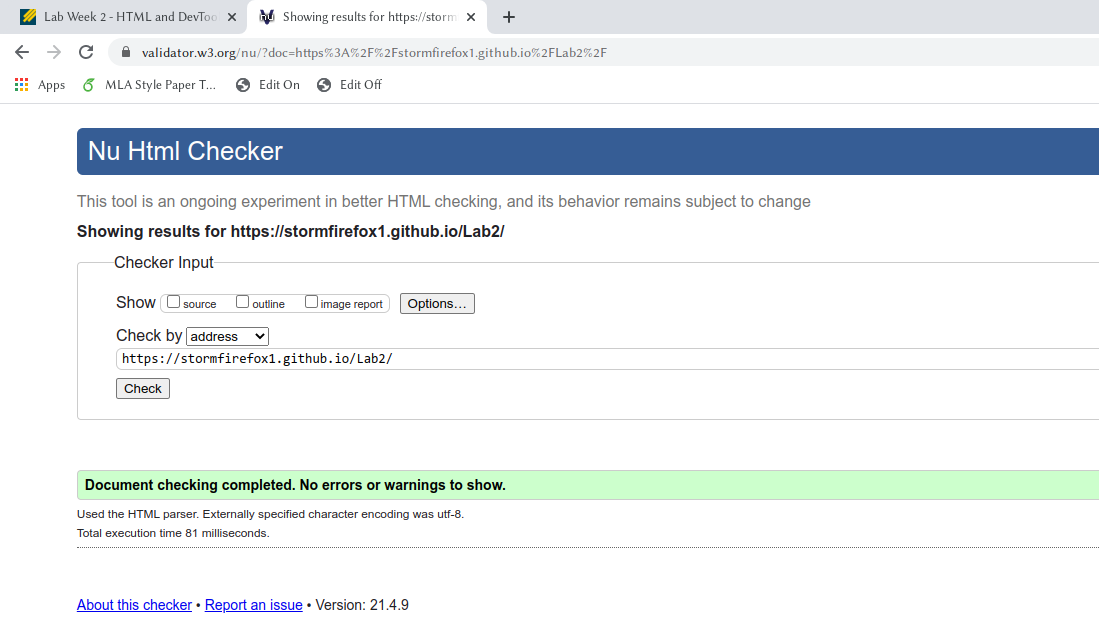 Lab Week 2 - HTML and DevToo
Showing results for https://storm
validator.w3.org/nu/?doc=https%3A%2F%2Fstormfirefox1.github.io%2FLab2%2F
Apps MLA Style Paper T... Edit On Edit Off
Nu Html Checker
This tool is an ongoing experiment in better HTML checking, and its behavior remains subject to change
Showing results for https://stormfirefox1.github.io/Lab2/
Checker Input
Show source outline image report Options...
Check by address
https://stormfirefox1.github.io/Lab2/
Check
Document checking completed. No errors or warnings to show.
Used the HTML parser. Externally specified character encoding was utf-8.
Total execution time 81 milliseconds.
About this checker • Report an issue • Version: 21.4.9